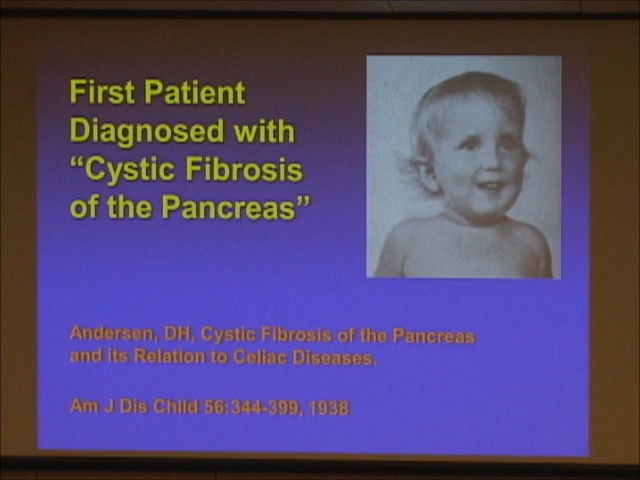 First Patient
Diagnosed with
“Cystic Fibrosis
of the Pancreas”
Andersen, DH, Cystic Fibrosis of the Pancreas
and its Relation to Celiac Diseases.
Am J Dis Child 56:344-399, 1938